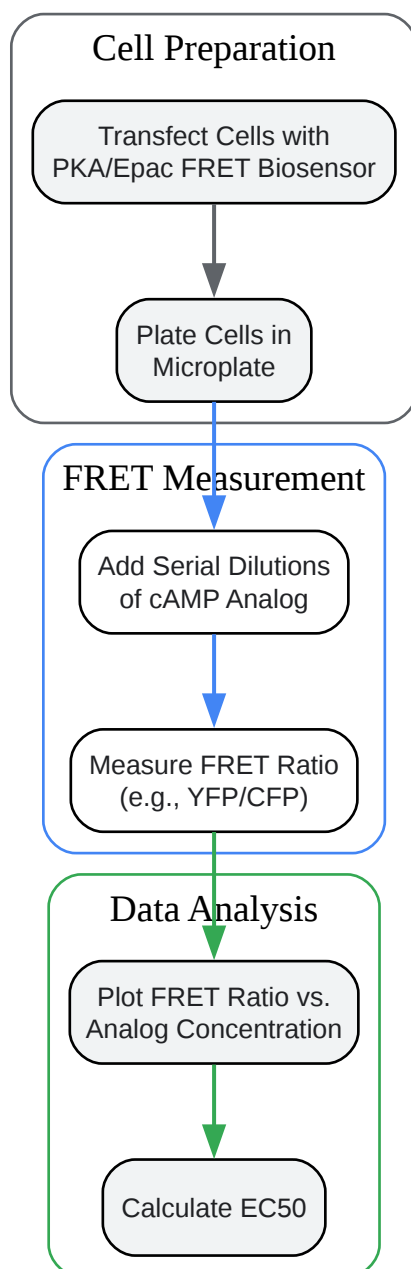 Cell Preparation
Transfect Cells with
PKA/Epac FRET Biosensor
Plate Cells in
Microplate
FRET Measurement
Add Serial Dilutions
of cAMP Analog
Measure FRET Ratio
(e.g., YFP/CFP)
Data Analysis
Plot FRET Ratio vs.
Analog Concentration
Calculate EC50